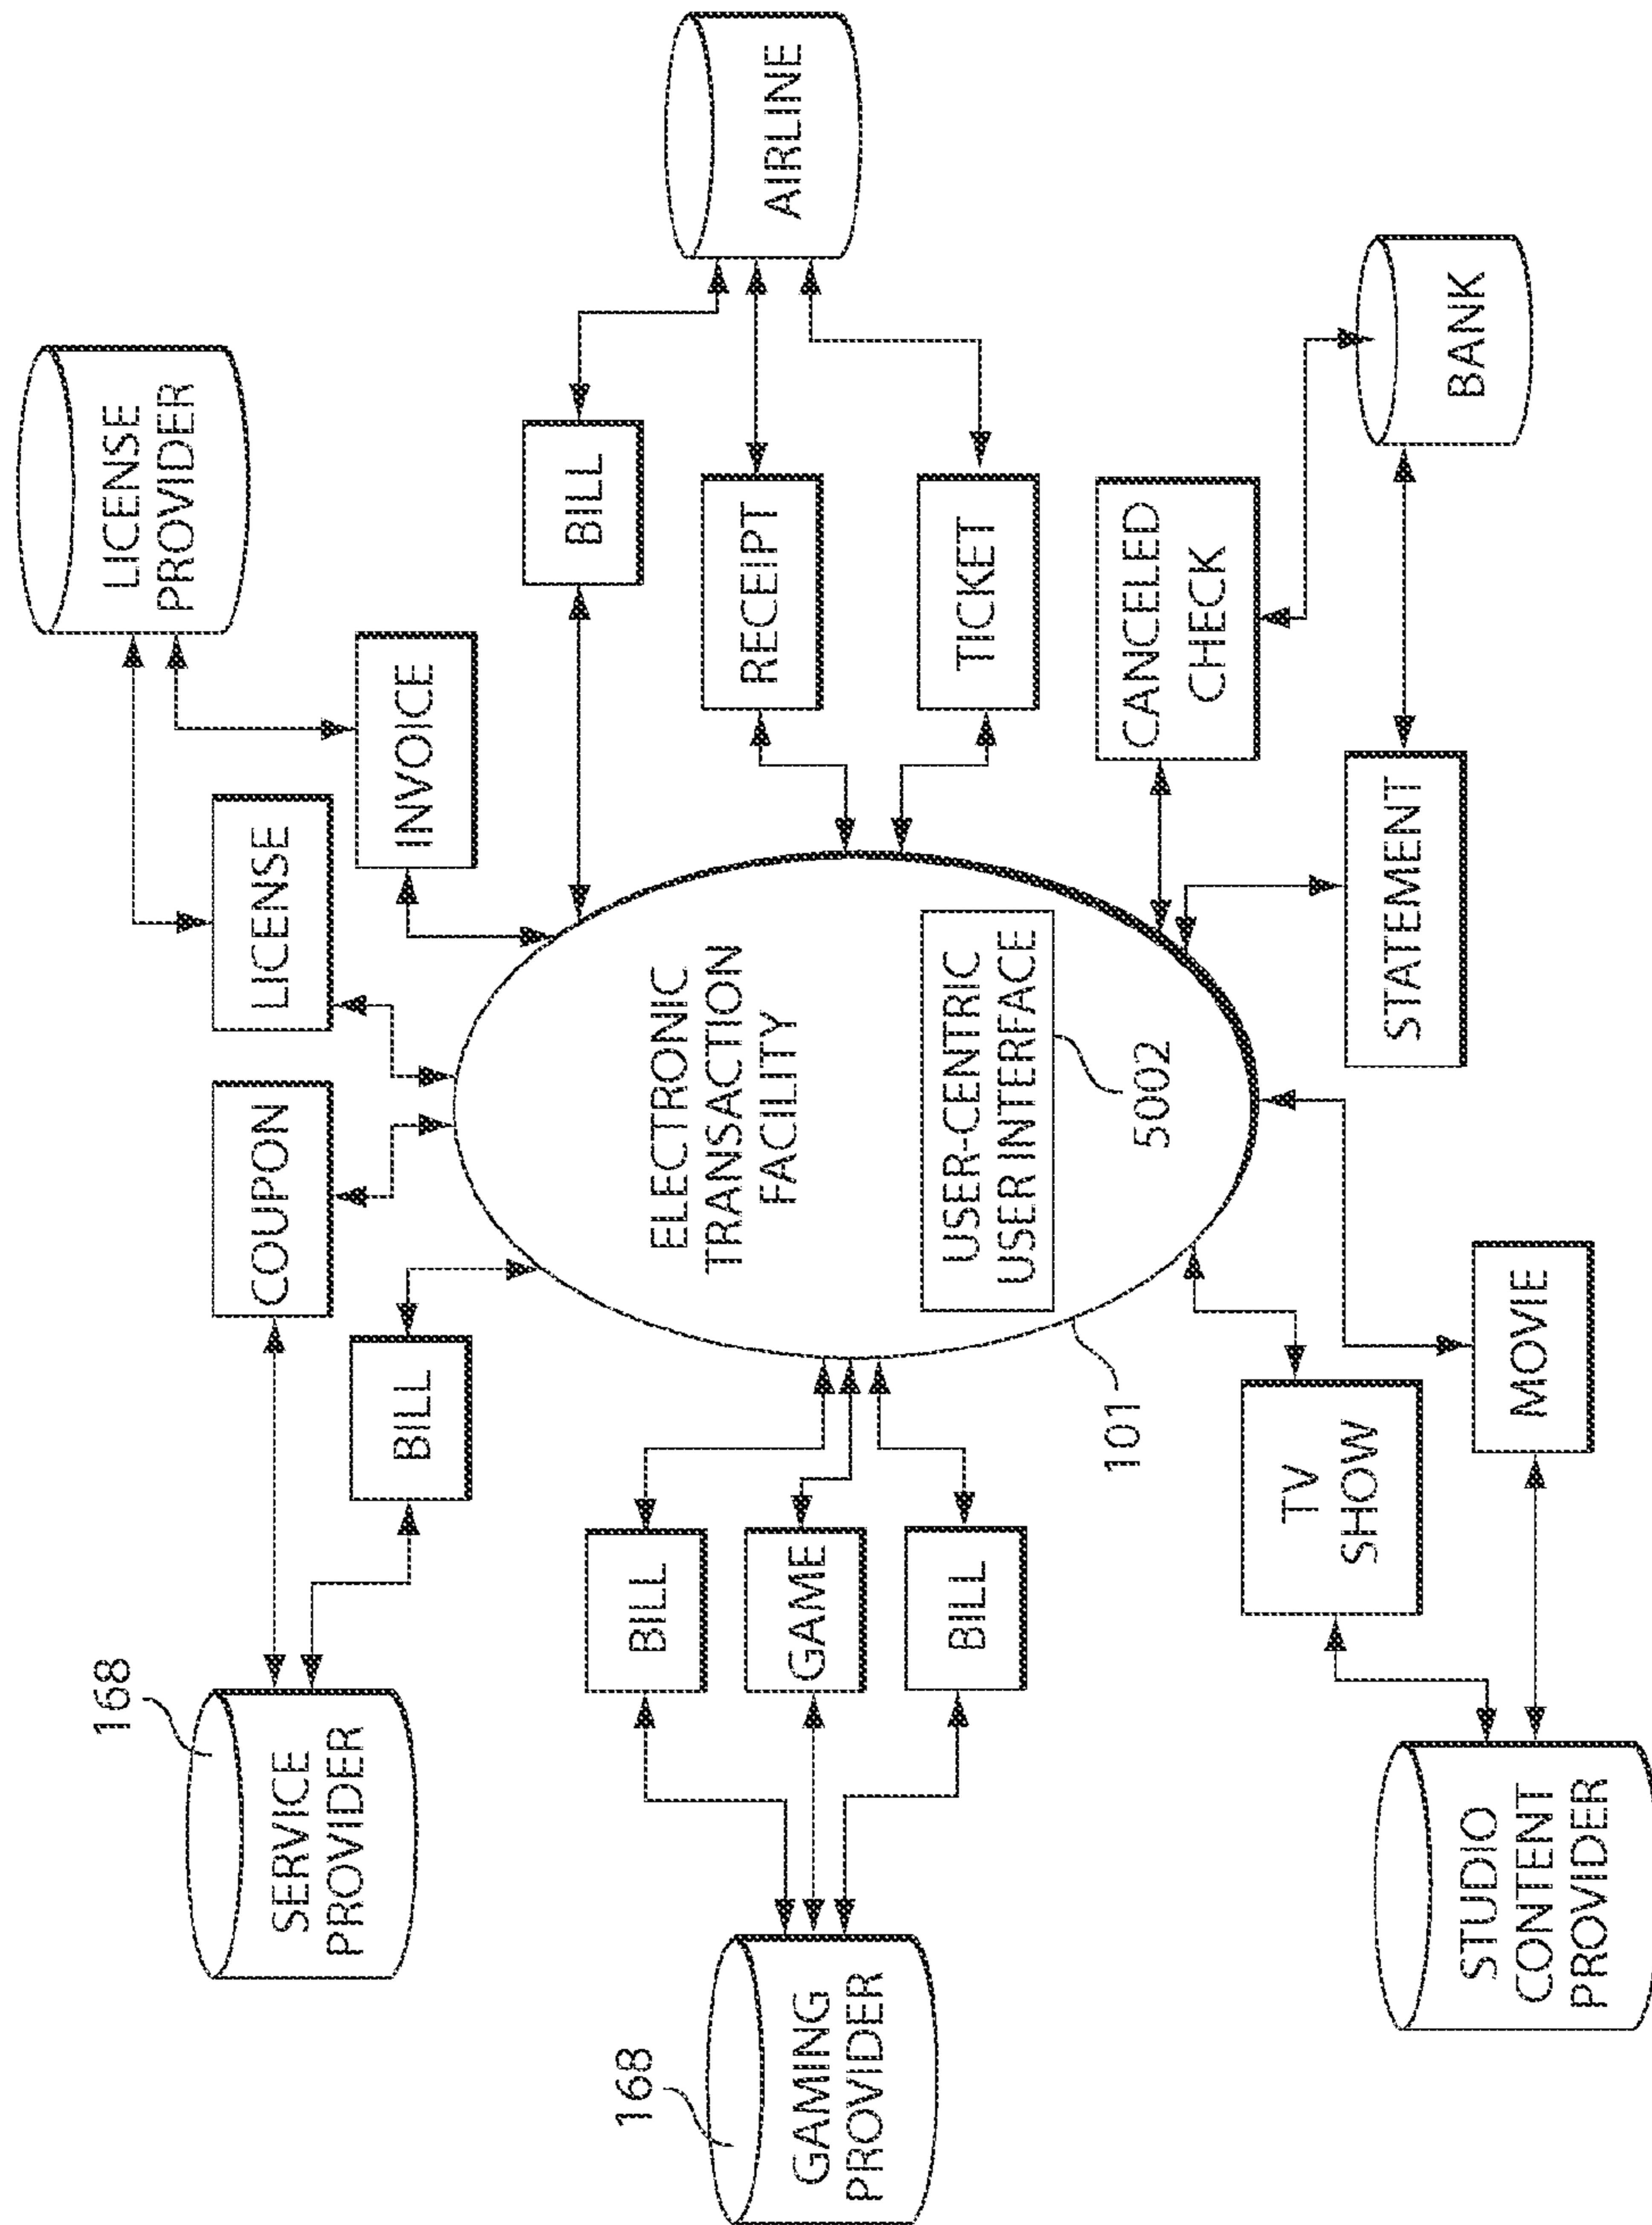 168
SERVICE
PROVIDER
COUPON
BILL
LICENSE
INVOICE
LICENSE
PROVIDER
168
GAMING
PROVIDER
BILL
GAME
BILL
ELECTRONIC
TRANSACTION
FACILITY
USER-CENTRIC
USER INTERFACE
5002
101
BILL
RECEIPT
TICKET
AIRLINE
STUDIO
CONTENT
PROVIDER
TV
SHOW
MOVIE
CANCELED
CHECK
STATEMENT
BANK